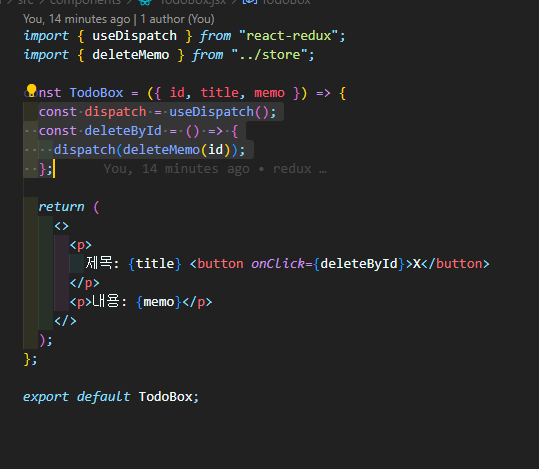 src > components > TodoBox.jsx > TodoBox
You, 14 minutes ago | 1 author (You)
import { useDispatch } from "react-redux";
import { deleteMemo } from "../store";
nst TodoBox = ({ id, title, memo }) => {
const dispatch = useDispatch();
const deleteById = () => {
dispatch(deleteMemo(id));
};
You, 14 minutes ago • redux …
return (
<>
<p>
제목: {title} <button onClick={deleteById}>X</button>
</p>
<p>내용: {memo}</p>
</>
);
};
export default TodoBox;